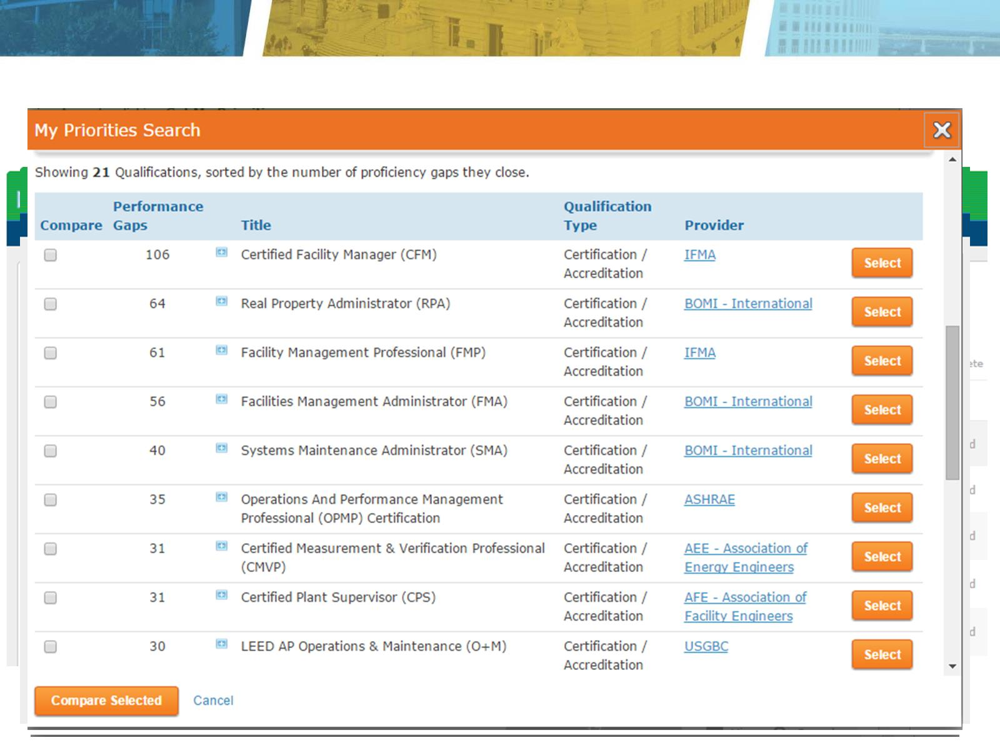 My Priorities Search
Showing 21 Qualifications, sorted by the number of proficiency gaps they close.
Compare Performance Gaps Title Qualification Type Provider
106 Certified Facility Manager (CFM) Certification / IFMA Select
Accreditation
64 Real Property Administrator (RPA) Certification / BOMI - International Select
Accreditation
61 Facility Management Professional (FMP) Certification / IFMA Select
Accreditation
56 Facilities Management Administrator (FMA) Certification / BOMI - International Select
Accreditation
40 Systems Maintenance Administrator (SMA) Certification / BOMI - International Select
Accreditation
35 Operations And Performance Management Certification / ASHRAE Select
Professional (OPMP) Certification Accreditation
31 Certified Measurement & Verification Professional Certification / AEE - Association of Select
(CMVP) Accreditation Energy Engineers
31 Certified Plant Supervisor (CPS) Certification / AFE - Association of Select
Accreditation Facility Engineers
30 LEED AP Operations & Maintenance (O+M) Certification / USGBC Select
Accreditation
Compare Selected Cancel